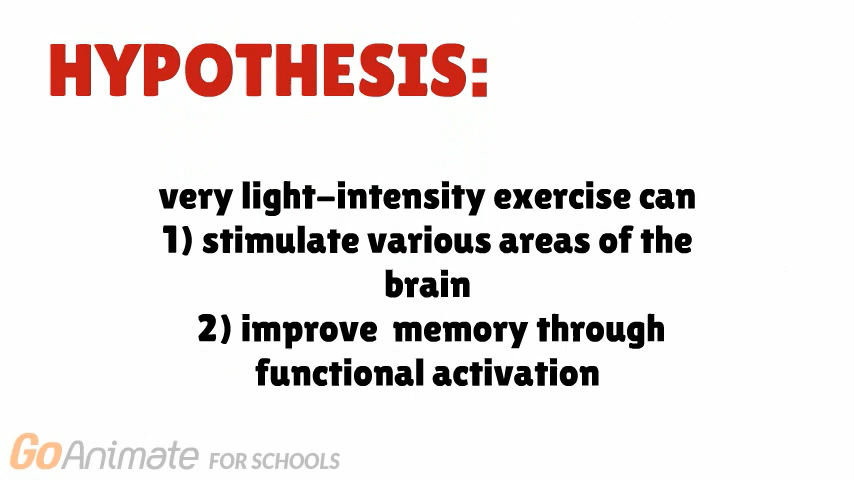 HYPOTHESIS:
very light-intensity exercise can
1) stimulate various areas of the
brain
2) improve memory through
functional activation
GoAnimate FOR SCHOOLS